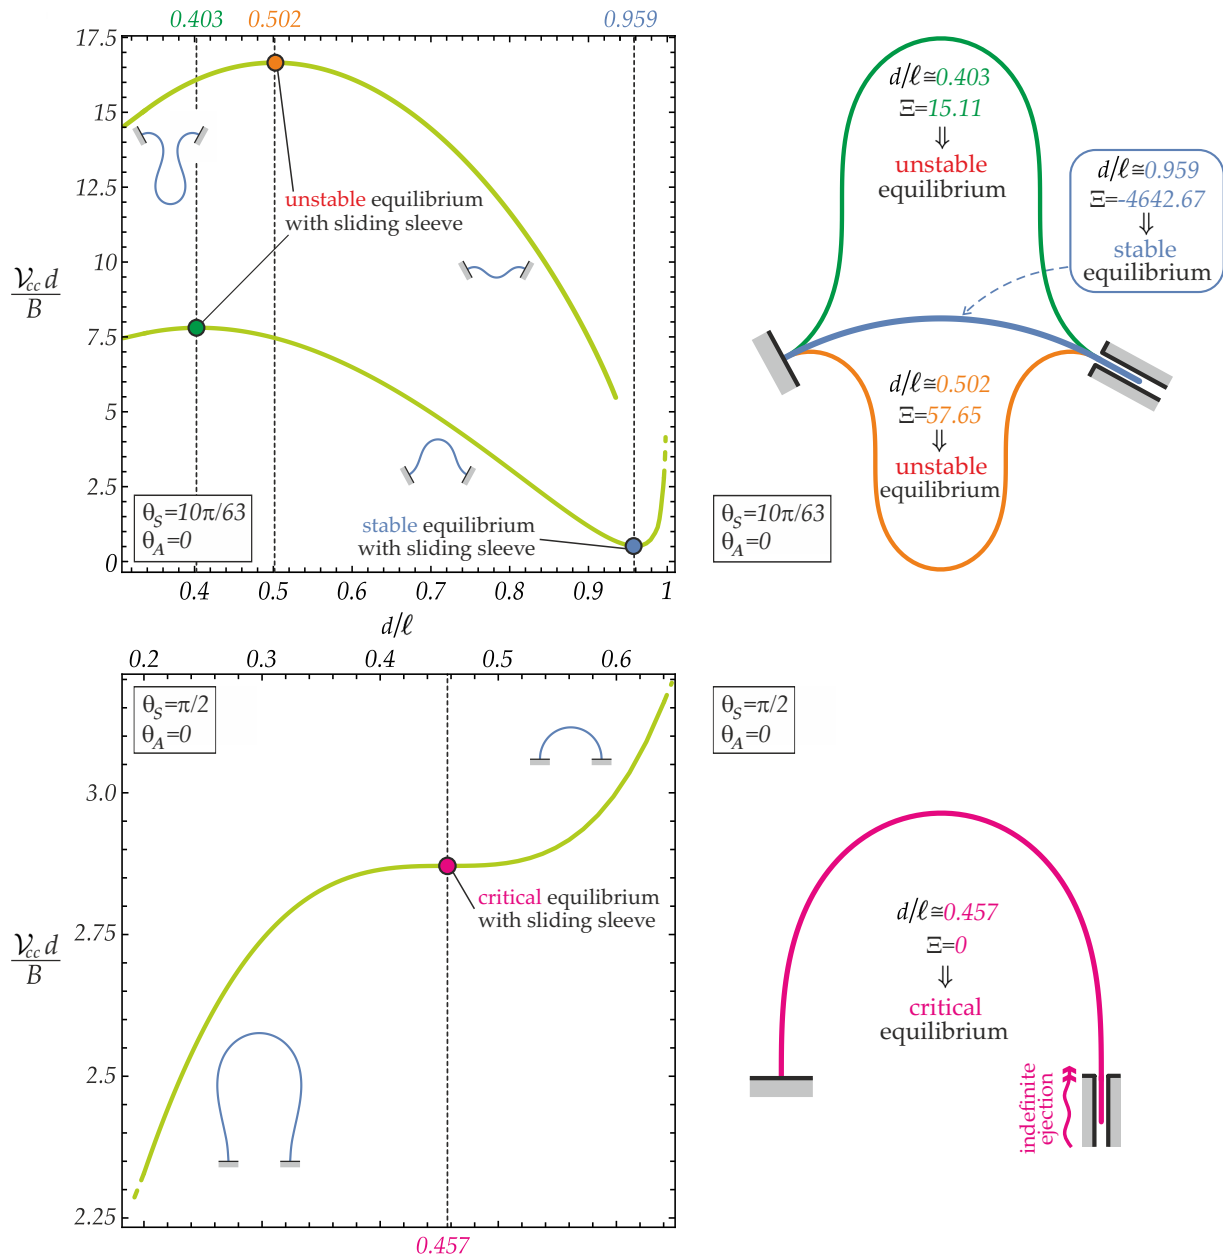 0.403 0.502 0.959
17.5
15
12.5
10
7.5
5
2.5
0
𝒱cc d
B
unstable equilibrium
with sliding sleeve
stable equilibrium
with sliding sleeve
θS=10π/63
θA=0
0.4 0.5 0.6 0.7 0.8 0.9 1
d/ℓ
d/ℓ≅0.403
Ξ=15.11
⇓
unstable
equilibrium
d/ℓ≅0.959
Ξ=-4642.67
⇓
stable
equilibrium
d/ℓ≅0.502
Ξ=57.65
⇓
unstable
equilibrium
θS=10π/63
θA=0
0.2 0.3 0.4 0.5 0.6
θS=π/2
θA=0
3.0
2.75
2.5
2.25
𝒱cc d
B
critical equilibrium
with sliding sleeve
0.457
θS=π/2
θA=0
d/ℓ≅0.457
Ξ=0
⇓
critical
equilibrium
indefinite
ejection